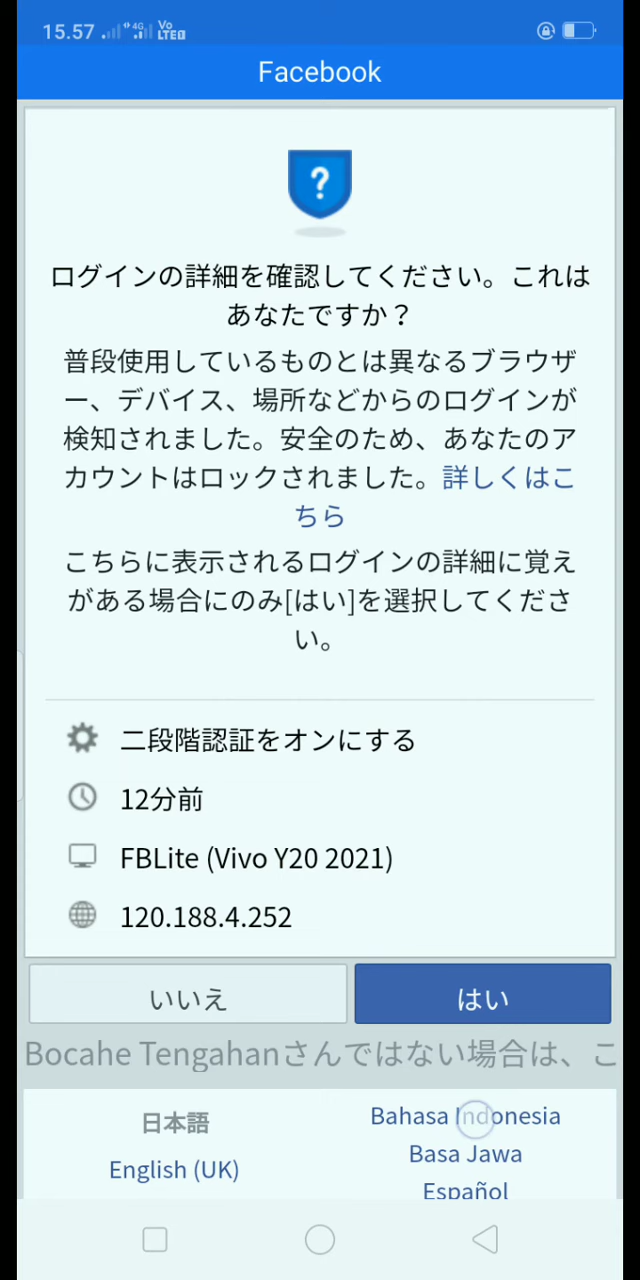 15.57 4G Vo LTE
Facebook
?
ログインの詳細を確認してください。これは
あなたですか？
普段使用しているものとは異なるブラウザ
ー、デバイス、場所などからのログインが
検知されました。安全のため、あなたのア
カウントはロックされました。詳しくはこ
ちら
こちらに表示されるログインの詳細に覚え
がある場合にのみ[はい]を選択してくださ
い。
二段階認証をオンにする
12分前
FBLite (Vivo Y20 2021)
120.188.4.252
いいえ はい
Bocahe Tengahanさんではない場合は、こ
日本語 Bahasa Indonesia
Basa Jawa
English (UK)
Español